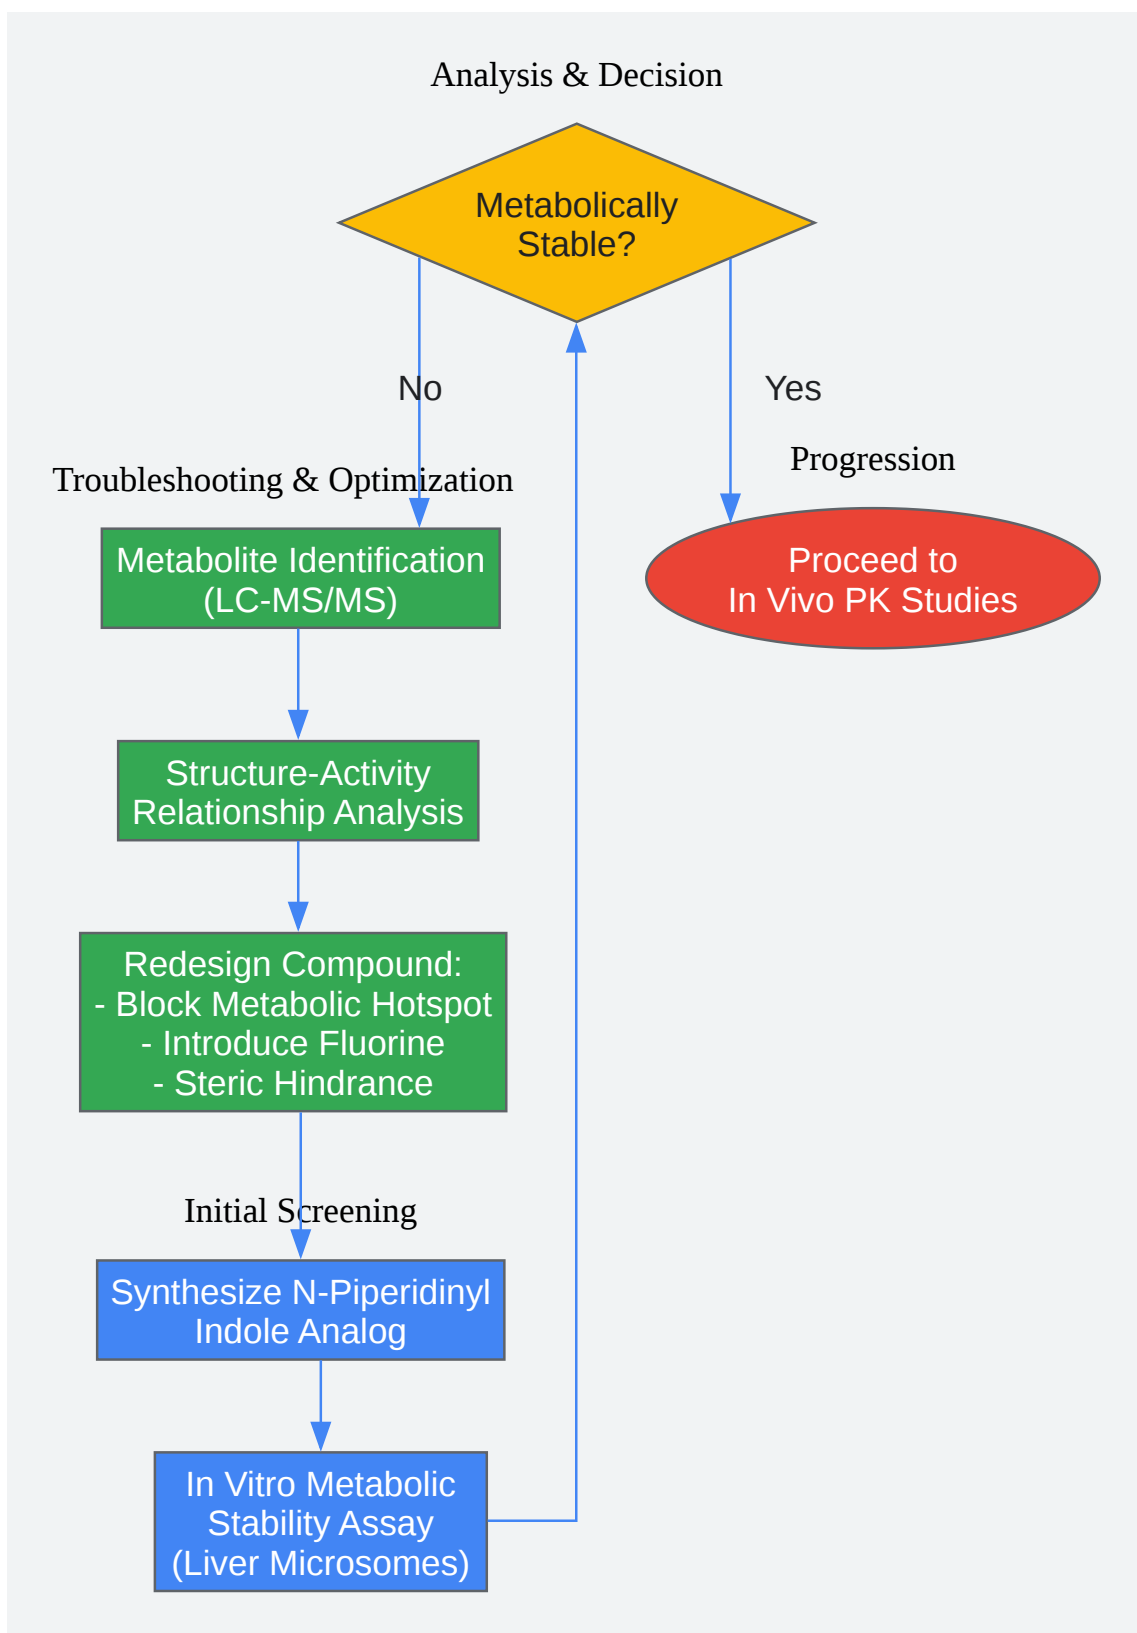 Analysis & Decision
Metabolically
Stable?
No
Yes
Troubleshooting & Optimization
Progression
Metabolite Identification
(LC-MS/MS)
Proceed to
In Vivo PK Studies
Structure-Activity
Relationship Analysis
Redesign Compound:
- Block Metabolic Hotspot
- Introduce Fluorine
- Steric Hindrance
Initial Screening
Synthesize N-Piperidinyl
Indole Analog
In Vitro Metabolic
Stability Assay
(Liver Microsomes)